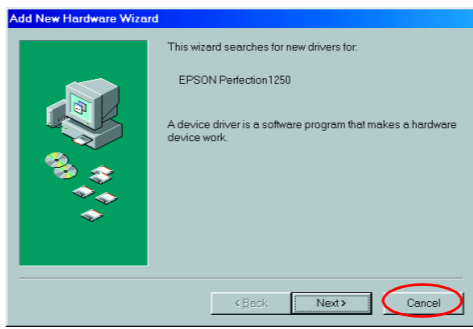 Add New Hardware Wizard
This wizard searches for new drivers for:
EPSON Perfection1250
A device driver is a software program that makes a hardware
device work.
< Back
Next >
Cancel